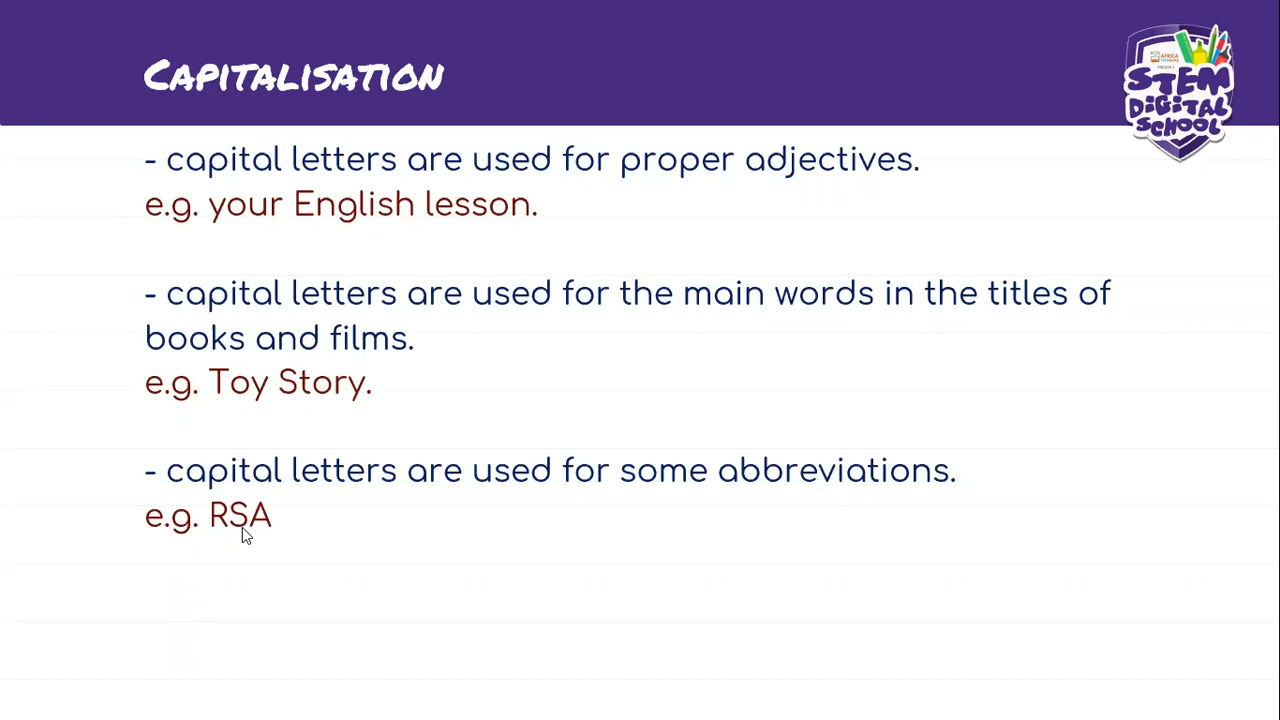 Capitalisation
AFRICA
STEM
DIGITAL
SCHOOL
- capital letters are used for proper adjectives.
e.g. your English lesson.
- capital letters are used for the main words in the titles of
books and films.
e.g. Toy Story.
- capital letters are used for some abbreviations.
e.g. RSA